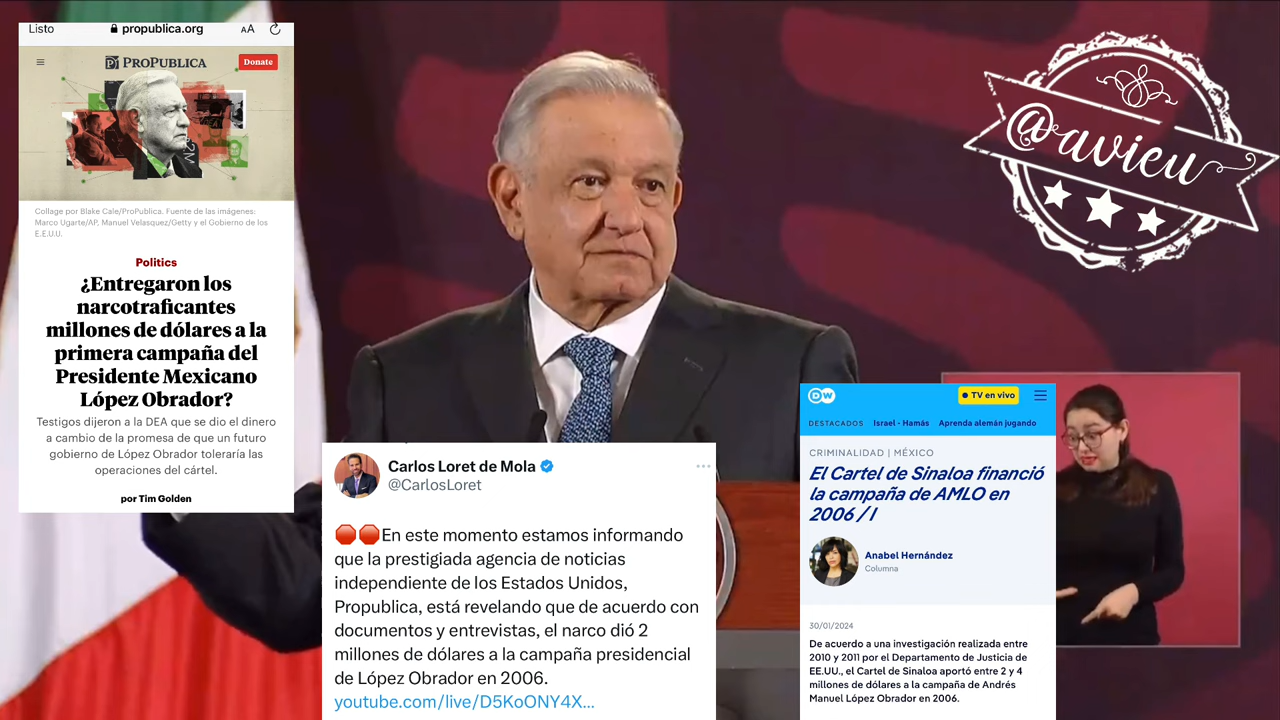 Listo
propublica.org
AA
PROPUBLICA
Donate
Collage por Blake Cale/ProPublica. Fuente de las imágenes:
Marco Ugarte/AP, Manuel Velasquez/Getty y el Gobierno de los
E.E.U.U.
Politics
¿Entregaron los
narcotraficantes
millones de dólares a la
primera campaña del
Presidente Mexicano
López Obrador?
Testigos dijeron a la DEA que se dio el dinero
a cambio de la promesa de que un futuro
gobierno de López Obrador toleraría las
operaciones del cártel.
por Tim Golden
Carlos Loret de Mola
@CarlosLoret
En este momento estamos informando
que la prestigiada agencia de noticias
independiente de los Estados Unidos,
Propublica, está revelando que de acuerdo con
documentos y entrevistas, el narco dió 2
millones de dólares a la campaña presidencial
de López Obrador en 2006.
youtube.com/live/D5KoONY4X...
@avieu
DW
TV en vivo
DESTACADOS Israel - Hamás Aprenda alemán jugando
CRIMINALIDAD | MÉXICO
El Cartel de Sinaloa financió
la campaña de AMLO en
2006 / I
Anabel Hernández
Columna
30/01/2024
De acuerdo a una investigación realizada entre
2010 y 2011 por el Departamento de Justicia de
EE.UU., el Cartel de Sinaloa aportó entre 2 y 4
millones de dólares a la campaña de Andrés
Manuel López Obrador en 2006.